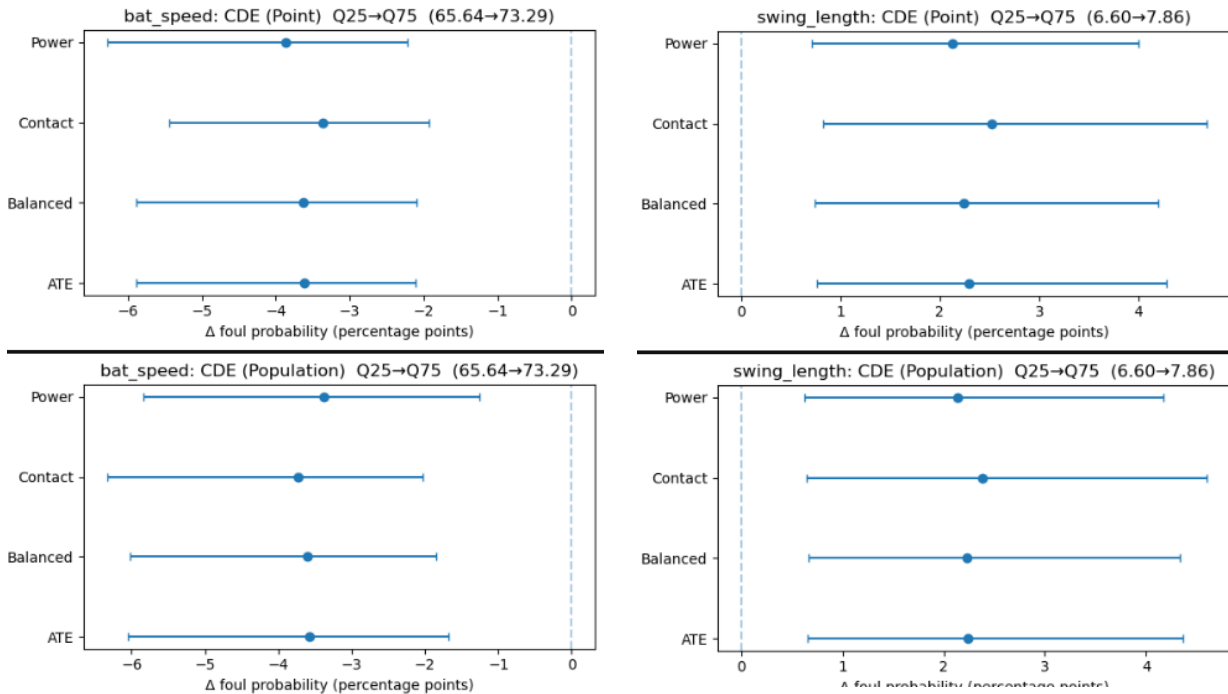 bat_speed: CDE (Point) Q25→Q75 (65.64→73.29)
Power
Contact
Balanced
ATE
−6 −5 −4 −3 −2 −1 0
Δ foul probability (percentage points)
swing_length: CDE (Point) Q25→Q75 (6.60→7.86)
Power
Contact
Balanced
ATE
0 1 2 3 4
Δ foul probability (percentage points)
bat_speed: CDE (Population) Q25→Q75 (65.64→73.29)
Power
Contact
Balanced
ATE
−6 −5 −4 −3 −2 −1 0
Δ foul probability (percentage points)
swing_length: CDE (Population) Q25→Q75 (6.60→7.86)
Power
Contact
Balanced
ATE
0 1 2 3 4
Δ foul probability (percentage points)